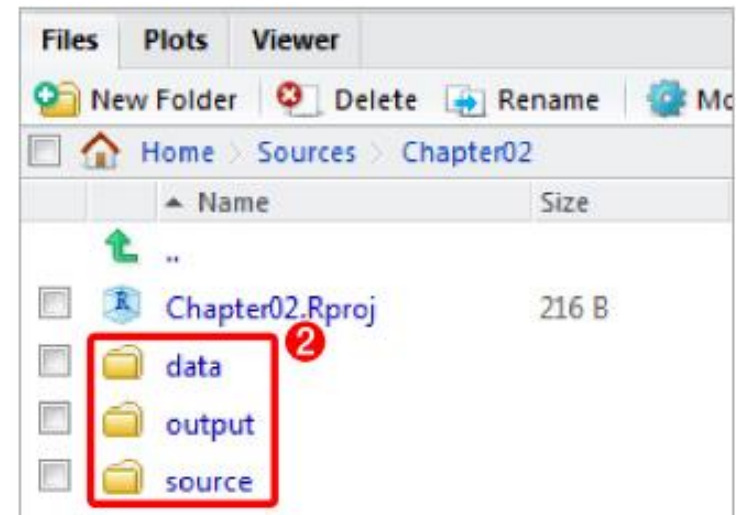 Files Plots Viewer
New Folder Delete Rename Mo
Home Sources Chapter02
Name Size
..
Chapter02.Rproj 216 B
2
data
output
source